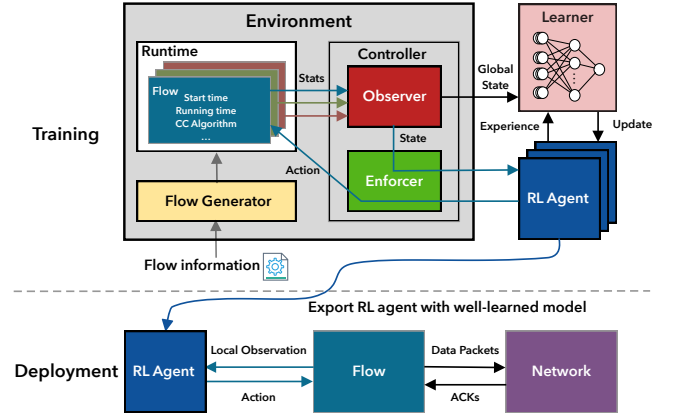 Environment
Learner
Runtime
Controller
Flow
Start time
Running time
CC Algorithm
...
Stats
Observer
Global
State
Training
State
Experience
Update
Action
Enforcer
Flow Generator
RL Agent
Flow information
Export RL agent with well-learned model
Deployment
RL Agent
Local Observation
Action
Flow
Data Packets
ACKs
Network